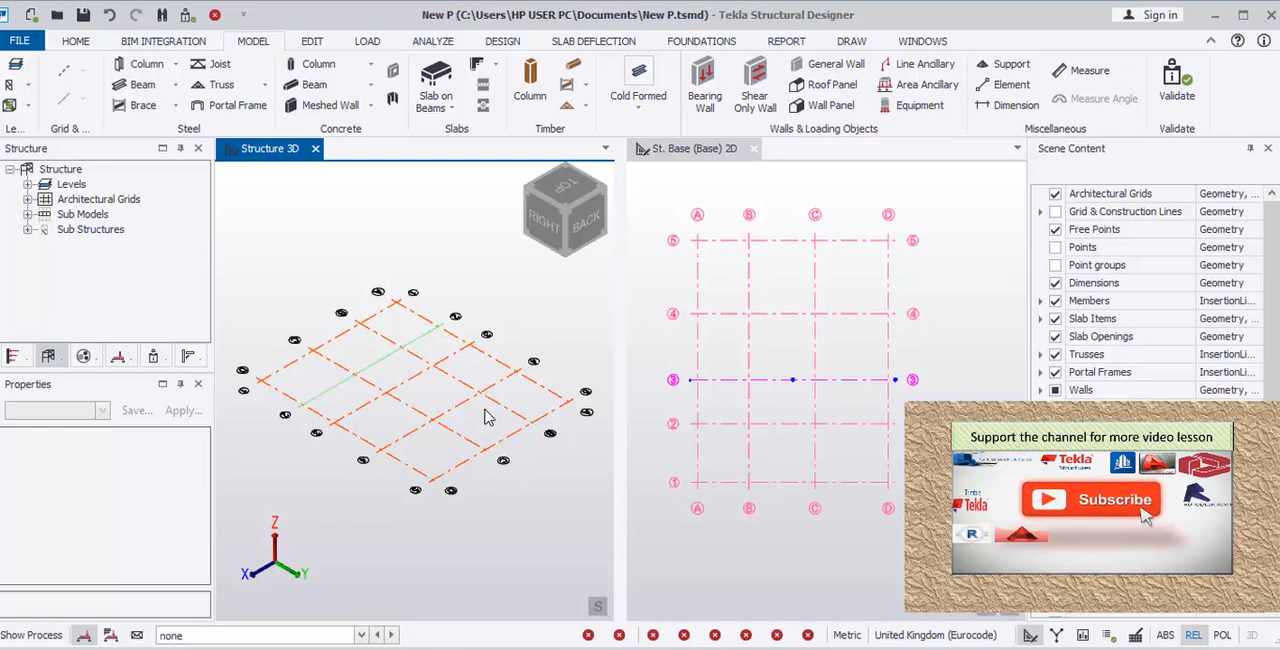 New P (C:\Users\HP USER PC\Documents\New P.tsmd) - Tekla Structural Designer
Sign in
FILE HOME BIM INTEGRATION MODEL EDIT LOAD ANALYZE DESIGN SLAB DEFLECTION FOUNDATIONS REPORT DRAW WINDOWS
Column Joist Column General Wall Line Ancillary Support
Beam Truss Beam Roof Panel Area Ancillary Element Measure
Brace Portal Frame Meshed Wall Wall Panel Equipment Dimension Measure Angle
Slab on Beams
Column
Cold Formed
Bearing Wall
Shear Only Wall
Validate
Le... Grid & ... Steel Concrete Slabs Timber Walls & Loading Objects Miscellaneous Validate
Structure
Structure 3D
St. Base (Base) 2D
Scene Content
Structure
Levels
Architectural Grids
Sub Models
Sub Structures
TOP
RIGHT
BACK
Architectural Grids Geometry, ...
Grid & Construction Lines Geometry
Free Points Geometry
Points Geometry
Point groups Geometry
Dimensions Geometry
Members InsertionLi...
Slab Items Geometry, ...
Slab Openings Geometry
Trusses InsertionLi...
Portal Frames InsertionLi...
Walls Geometry, ...
A B C D
5 5
4 4
3 3
2
1
A B C D
Properties
Save... Apply...
Z
X
Y
S
Support the channel for more video lesson
Tekla
Structures
Tekla
Subscribe
R
Show Process
none
Metric
United Kingdom (Eurocode)
ABS REL POL 3D